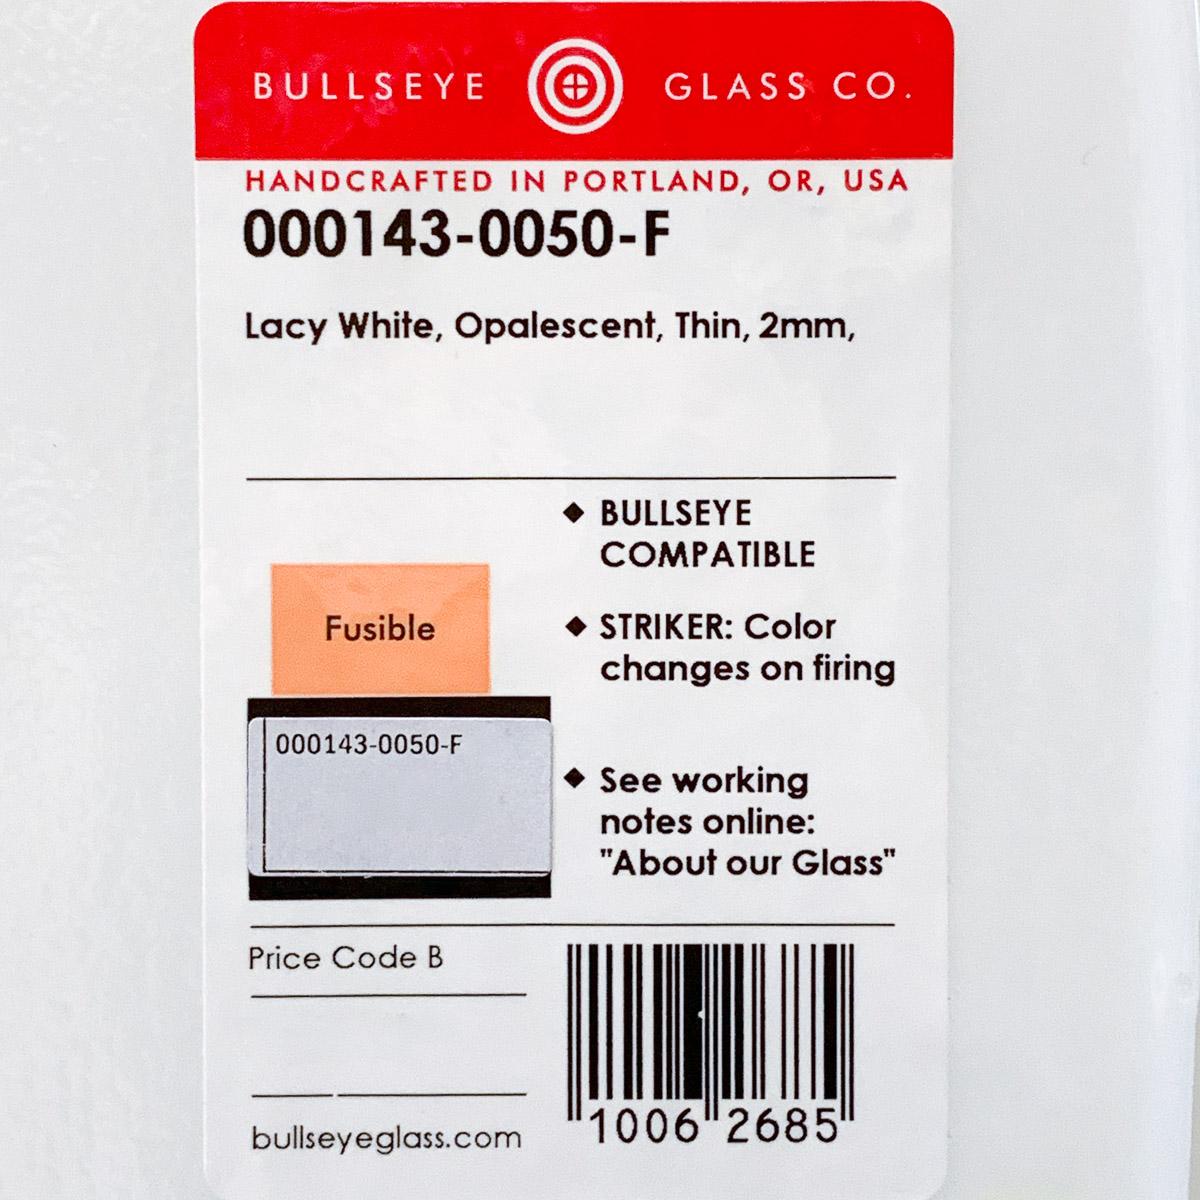 BULLSEYE GLASS CO.
HANDCRAFTED IN PORTLAND, OR, USA
000143-0050-F
Lacy White, Opalescent, Thin, 2mm,
◆ BULLSEYE
COMPATIBLE
Fusible
◆ STRIKER: Color
changes on firing
000143-0050-F
◆ See working
notes online:
"About our Glass"
Price Code B
bullseyeglass.com
1006 2685